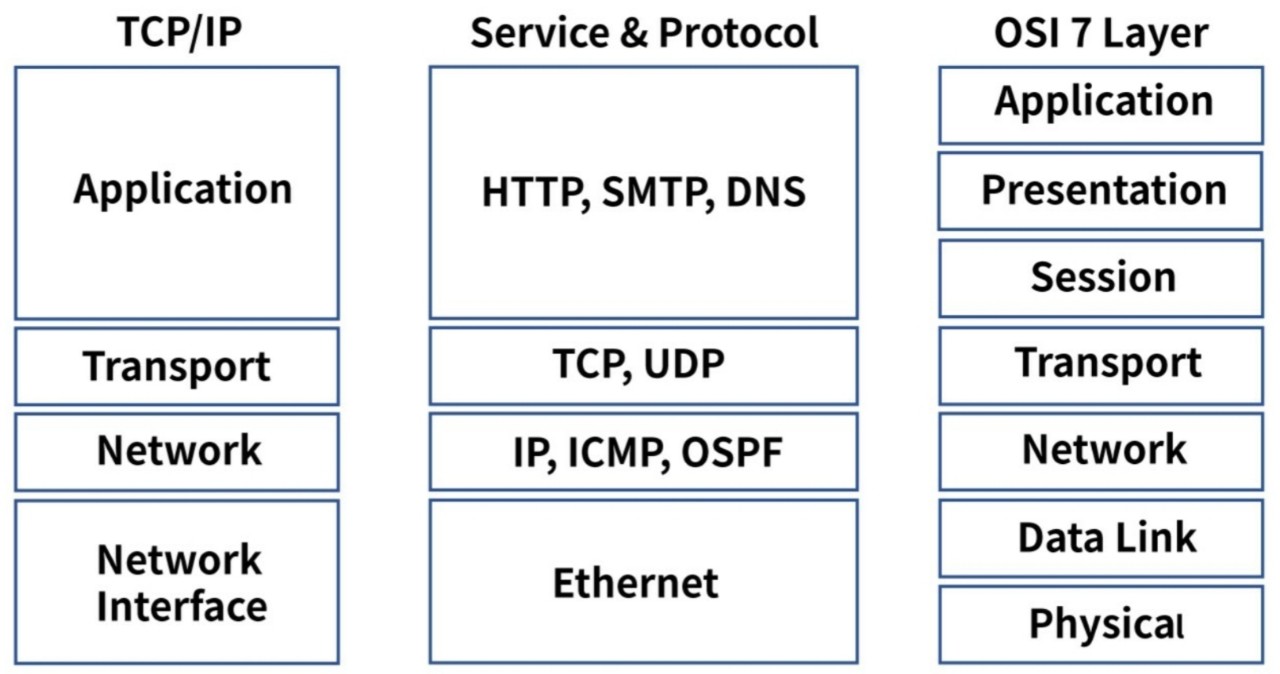 TCP/IP
Application
Transport
Network
Network
Interface
Service & Protocol
HTTP, SMTP, DNS
TCP, UDP
IP, ICMP, OSPF
Ethernet
OSI 7 Layer
Application
Presentation
Session
Transport
Network
Data Link
Physical